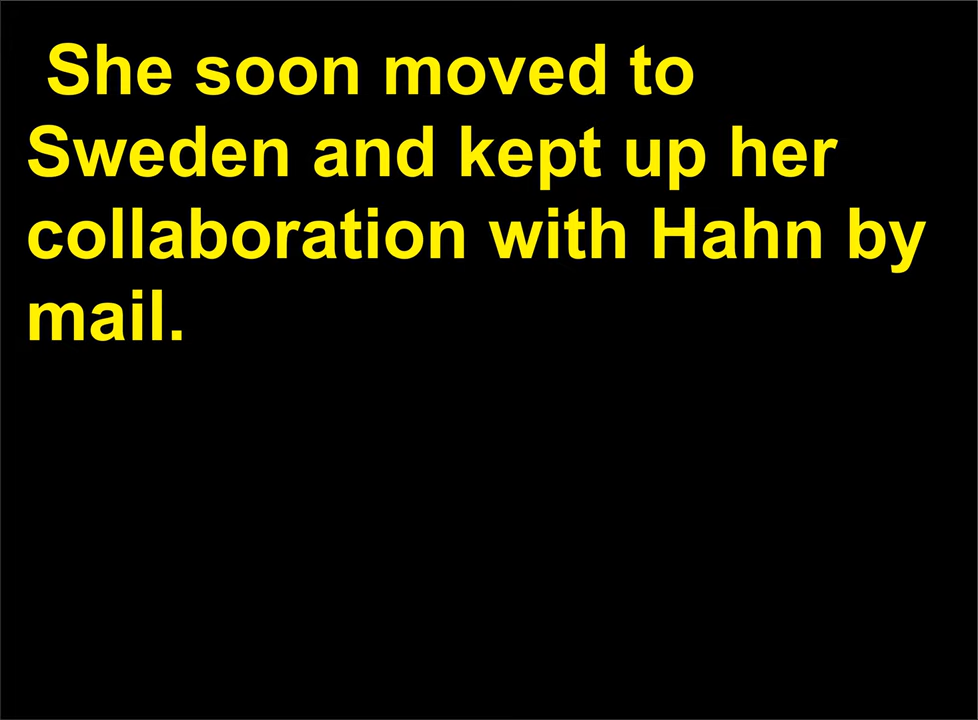 She soon moved to
Sweden and kept up her
collaboration with Hahn by
mail.